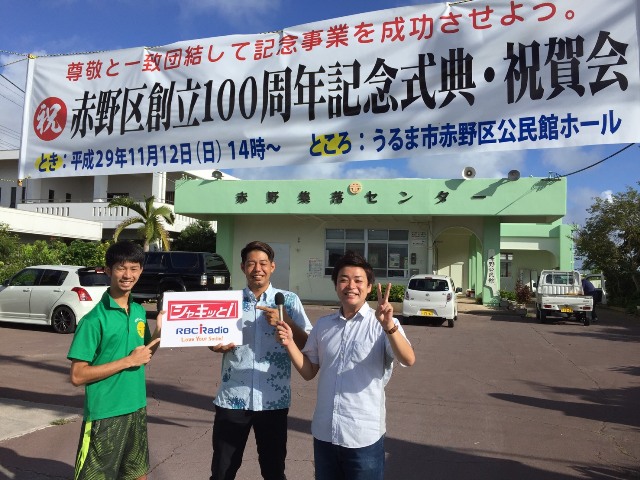 尊敬と一致団結して記念事業を成功させよう。
祝 赤野区創立100周年記念式典・祝賀会
とき:平成29年11月12日(日)14時～ ところ:うるま市赤野区公民館ホール
赤野集落センター
シャキッと!
RBCiRadio
Love Your Smile!